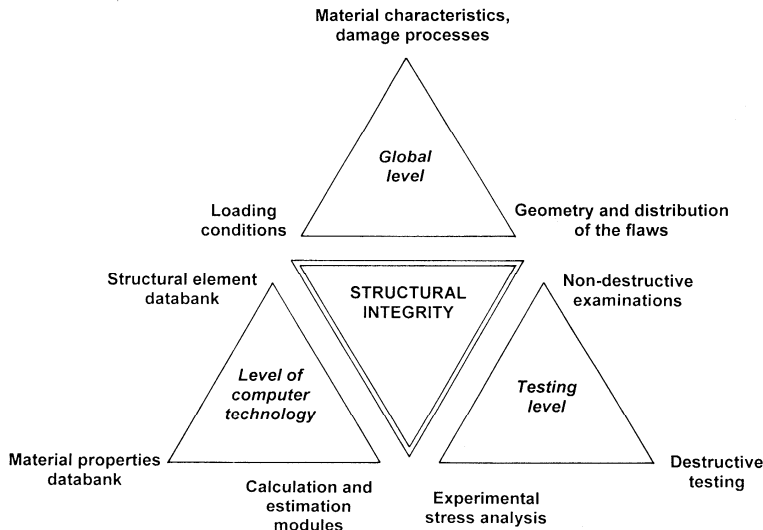 Material characteristics,
damage processes
Global
level
Loading
conditions
Geometry and distribution
of the flaws
Structural element
databank
STRUCTURAL
INTEGRITY
Non-destructive
examinations
Level of
computer
technology
Testing
level
Material properties
databank
Calculation and
estimation
modules
Experimental
stress analysis
Destructive
testing